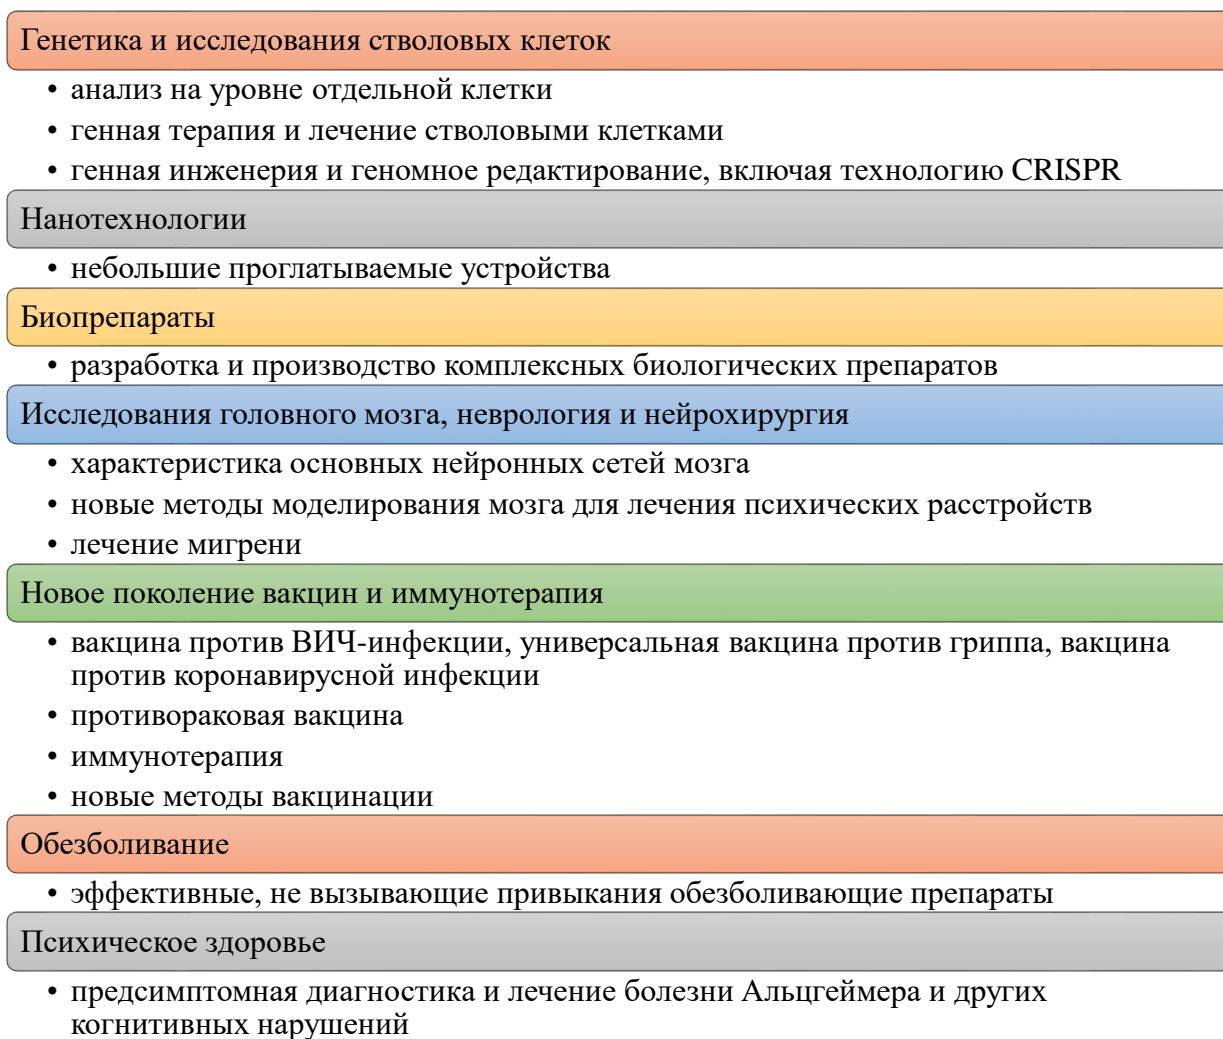 Генетика и исследования стволовых клеток
• анализ на уровне отдельной клетки
• генная терапия и лечение стволовыми клетками
• генная инженерия и геномное редактирование, включая технологию CRISPR
Нанотехнологии
• небольшие проглатываемые устройства
Биопрепараты
• разработка и производство комплексных биологических препаратов
Исследования головного мозга, неврология и нейрохирургия
• характеристика основных нейронных сетей мозга
• новые методы моделирования мозга для лечения психических расстройств
• лечение мигрени
Новое поколение вакцин и иммунотерапия
• вакцина против ВИЧ-инфекции, универсальная вакцина против гриппа, вакцина
против коронавирусной инфекции
• противораковая вакцина
• иммунотерапия
• новые методы вакцинации
Обезболивание
• эффективные, не вызывающие привыкания обезболивающие препараты
Психическое здоровье
• предсимптомная диагностика и лечение болезни Альцгеймера и других
когнитивных нарушений